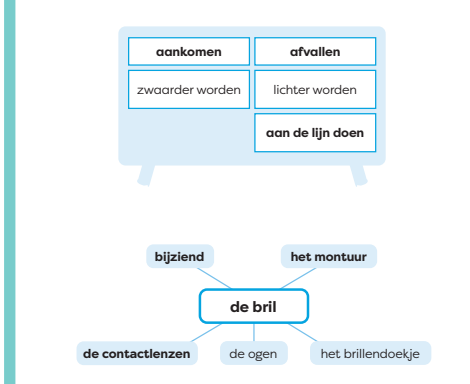 aankomen afvallen
zwaarder worden lichter worden
aan de lijn doen
bijziend het montuur
de bril
de contactlenzen de ogen het brillendoekje